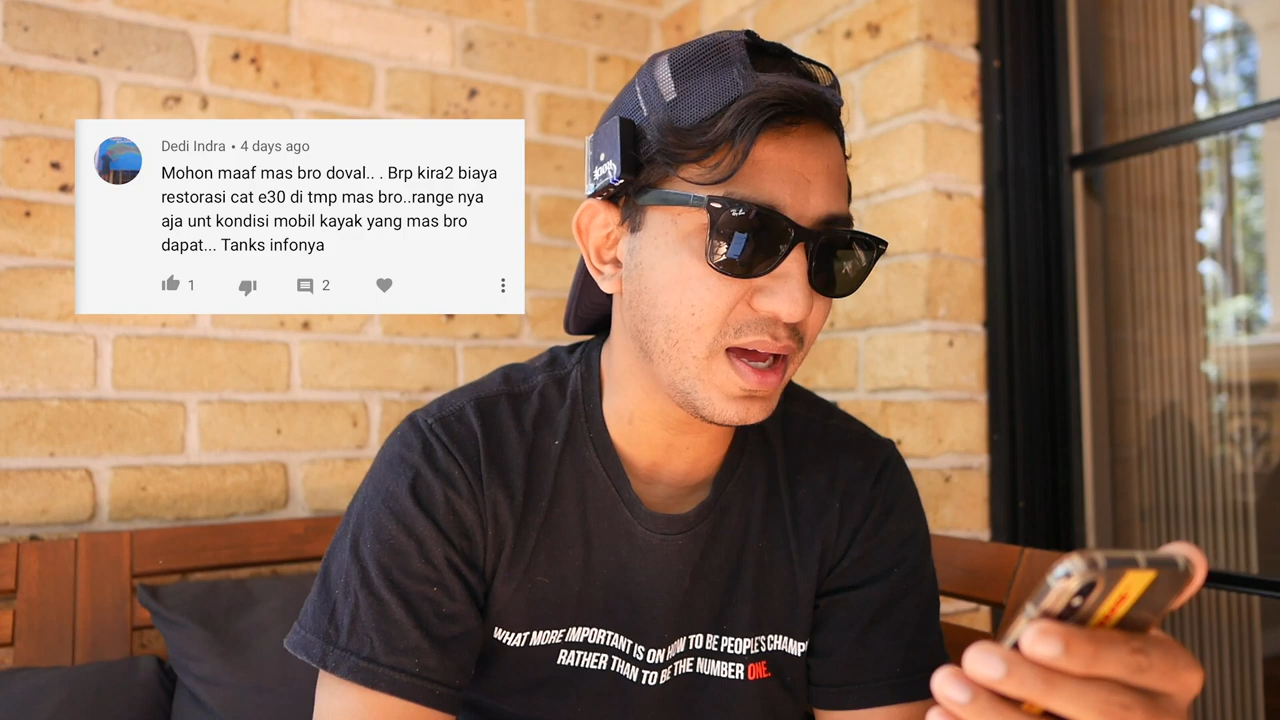 Dedi Indra • 4 days ago
Mohon maaf mas bro doval.. . Brp kira2 biaya
restorasi cat e30 di tmp mas bro..range nya
aja unt kondisi mobil kayak yang mas bro
dapat... Tanks infonya
1
2
Ray-Ban
WHAT MORE IMPORTANT IS ON HOW TO BE PEOPLE'S CHAMP
RATHER THAN TO BE THE NUMBER ONE.